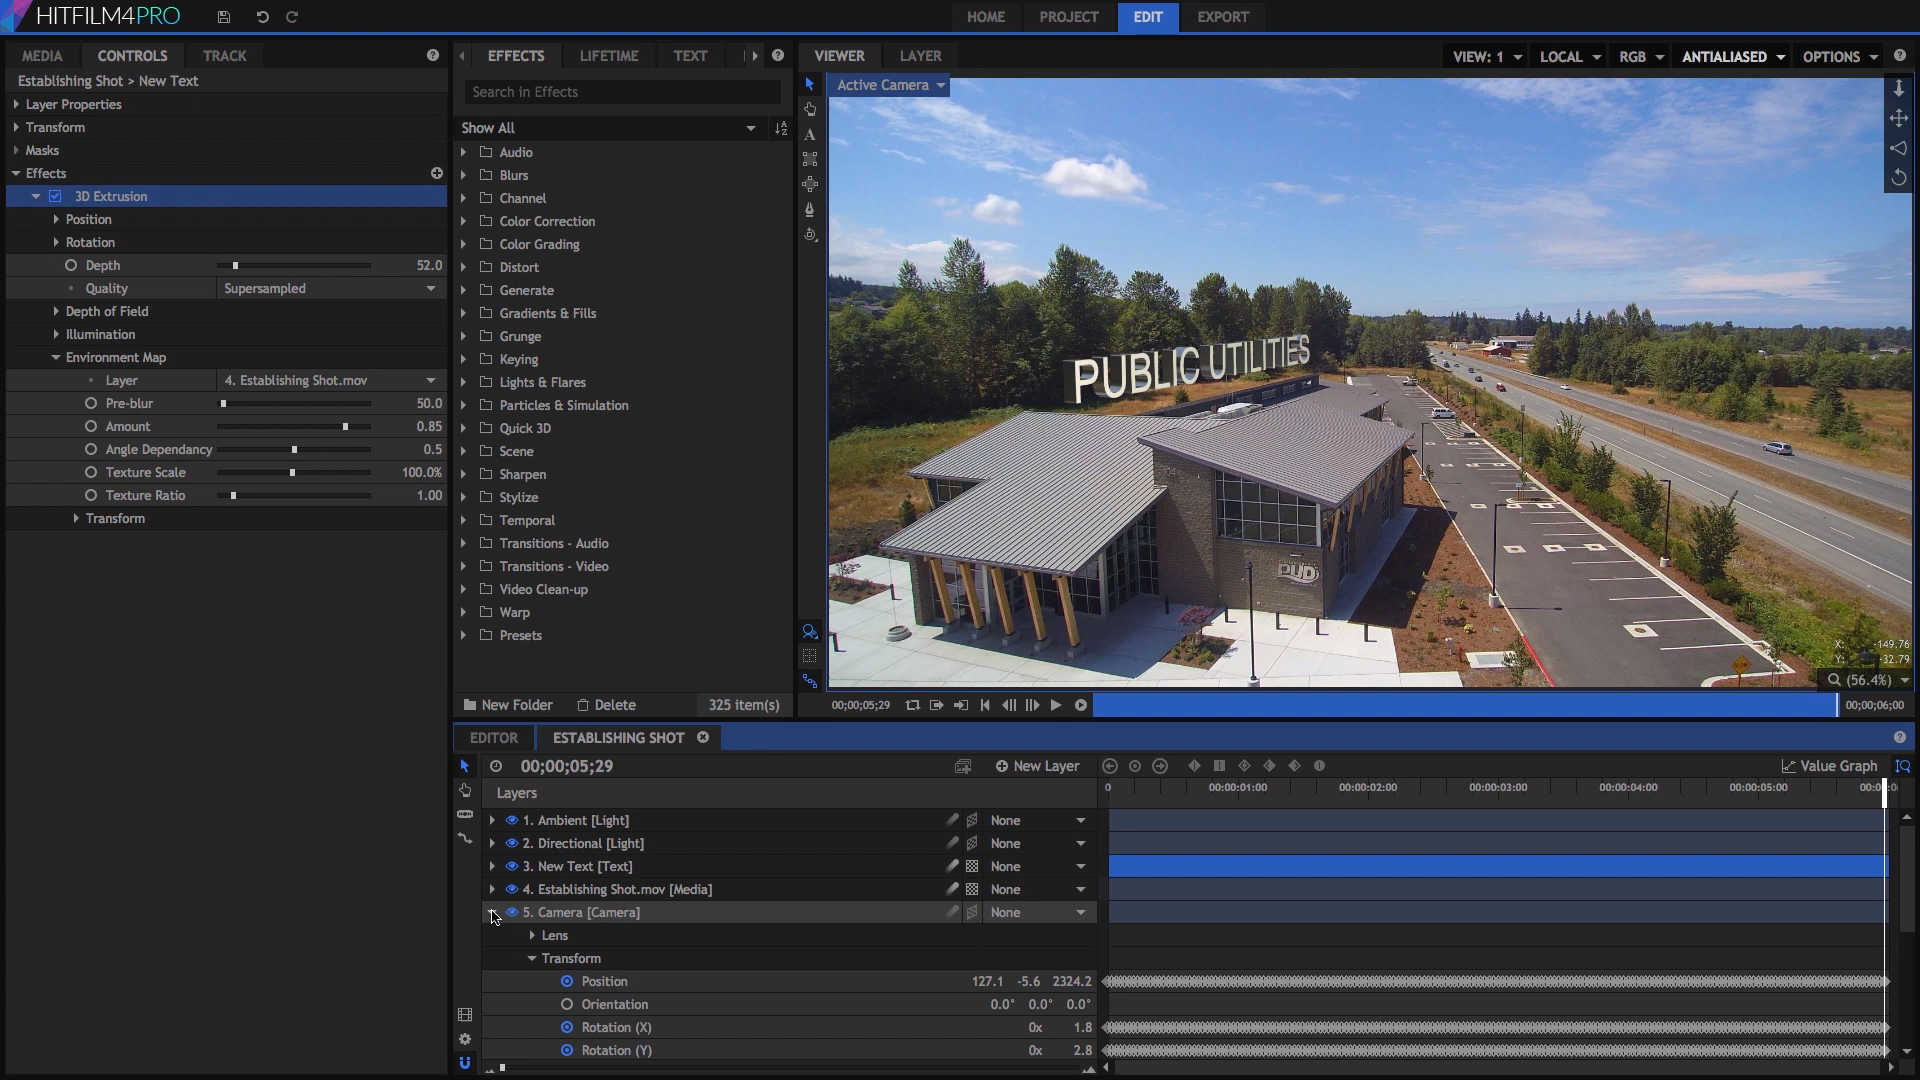 HITFILM4PRO
HOME PROJECT EDIT EXPORT
MEDIA CONTROLS TRACK
Establishing Shot > New Text
Layer Properties
Transform
Masks
Effects
3D Extrusion
Position
Rotation
Depth 52.0
Quality Supersampled
Depth of Field
Illumination
Environment Map
Layer 4. Establishing Shot.mov
Pre-blur 50.0
Amount 0.85
Angle Dependancy 0.5
Texture Scale 100.0%
Texture Ratio 1.00
Transform
EFFECTS LIFETIME TEXT
Search in Effects
Show All
Audio
Blurs
Channel
Color Correction
Color Grading
Distort
Generate
Gradients & Fills
Grunge
Keying
Lights & Flares
Particles & Simulation
Quick 3D
Scene
Sharpen
Stylize
Temporal
Transitions - Audio
Transitions - Video
Video Clean-up
Warp
Presets
New Folder Delete 325 item(s)
VIEWER LAYER
VIEW: 1 LOCAL RGB ANTIALIASED OPTIONS
Active Camera
PUBLIC UTILITIES
PUD
X: -149.76
Y: -32.79
(56.4%)
00;00;05;29 00;00;06;00
EDITOR ESTABLISHING SHOT
00;00;05;29 New Layer Value Graph
Layers 0 00:00:01:00 00:00:02:00 00:00:03:00 00:00:04:00 00:00:05:00
1. Ambient [Light] None
2. Directional [Light] None
3. New Text [Text] None
4. Establishing Shot.mov [Media] None
5. Camera [Camera] None
Lens
Transform
Position 127.1 -5.6 2324.2
Orientation 0.0° 0.0° 0.0°
Rotation (X) 0x 1.8
Rotation (Y) 0x 2.8